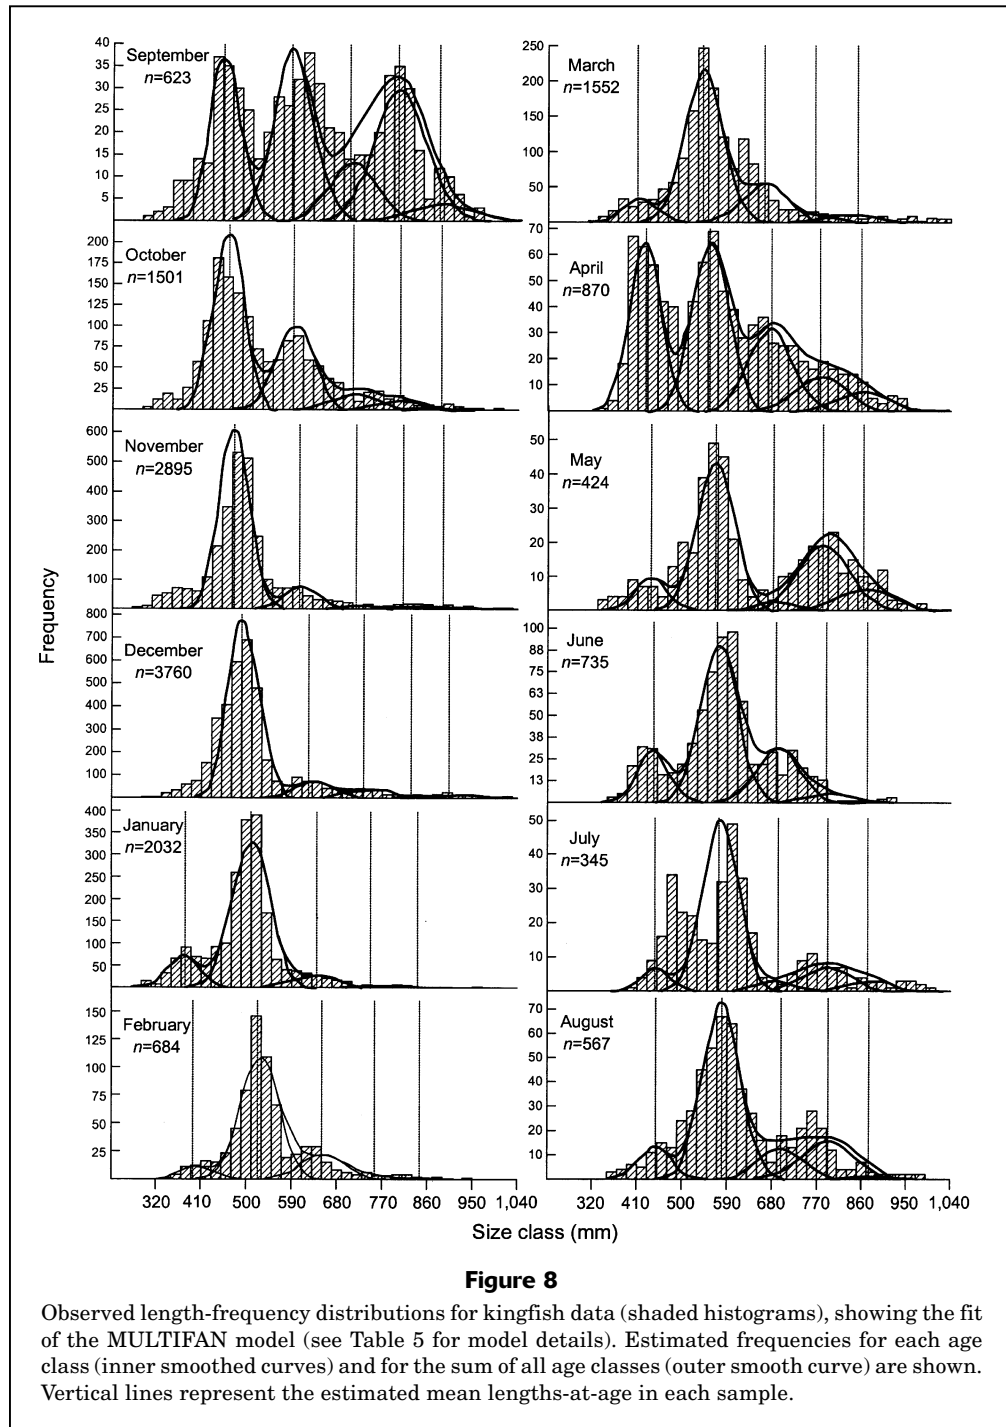 September
n=623
40
35
30
25
20
15
10
5
October
n=1501
200
175
150
125
100
75
50
25
November
n=2895
600
500
400
300
200
100
December
n=3760
800
700
600
500
400
300
200
100
January
n=2032
400
350
300
250
200
150
100
50
February
n=684
150
125
100
75
50
25
320 410 500 590 680 770 860 950 1,040
March
n=1552
250
200
150
100
50
April
n=870
70
60
50
40
30
20
10
May
n=424
50
40
30
20
10
June
n=735
100
88
75
63
50
38
25
13
July
n=345
50
40
30
20
10
August
n=567
70
60
50
40
30
20
10
320 410 500 590 680 770 860 950 1,040
Frequency
Size class (mm)
Figure 8
Observed length-frequency distributions for kingfish data (shaded histograms), showing the fit
of the MULTIFAN model (see Table 5 for model details). Estimated frequencies for each age
class (inner smoothed curves) and for the sum of all age classes (outer smooth curve) are shown.
Vertical lines represent the estimated mean lengths-at-age in each sample.